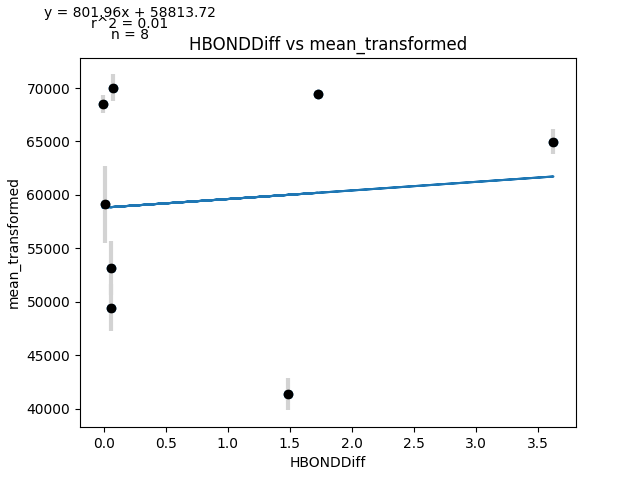 y = 801.96x + 58813.72
r^2 = 0.01
n = 8
HBONDDiff vs mean_transformed
mean_transformed
70000
65000
60000
55000
50000
45000
40000
0.0 0.5 1.0 1.5 2.0 2.5 3.0 3.5
HBONDDiff